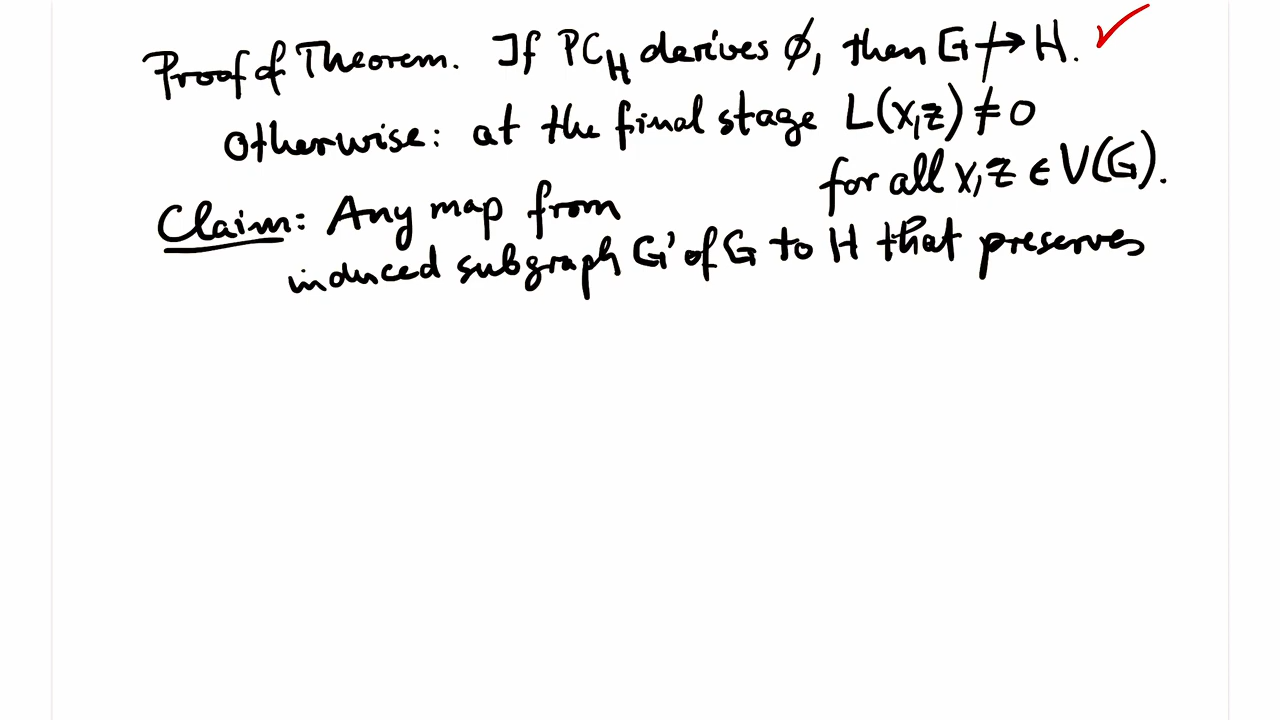 Proof of Theorem. If PC_H derives ∅, then G ↛ H. ✓
Otherwise: at the final stage L(x,z) ≠ 0
for all x,z ∈ V(G).
Claim: Any map from
induced subgraph G' of G to H that preserves